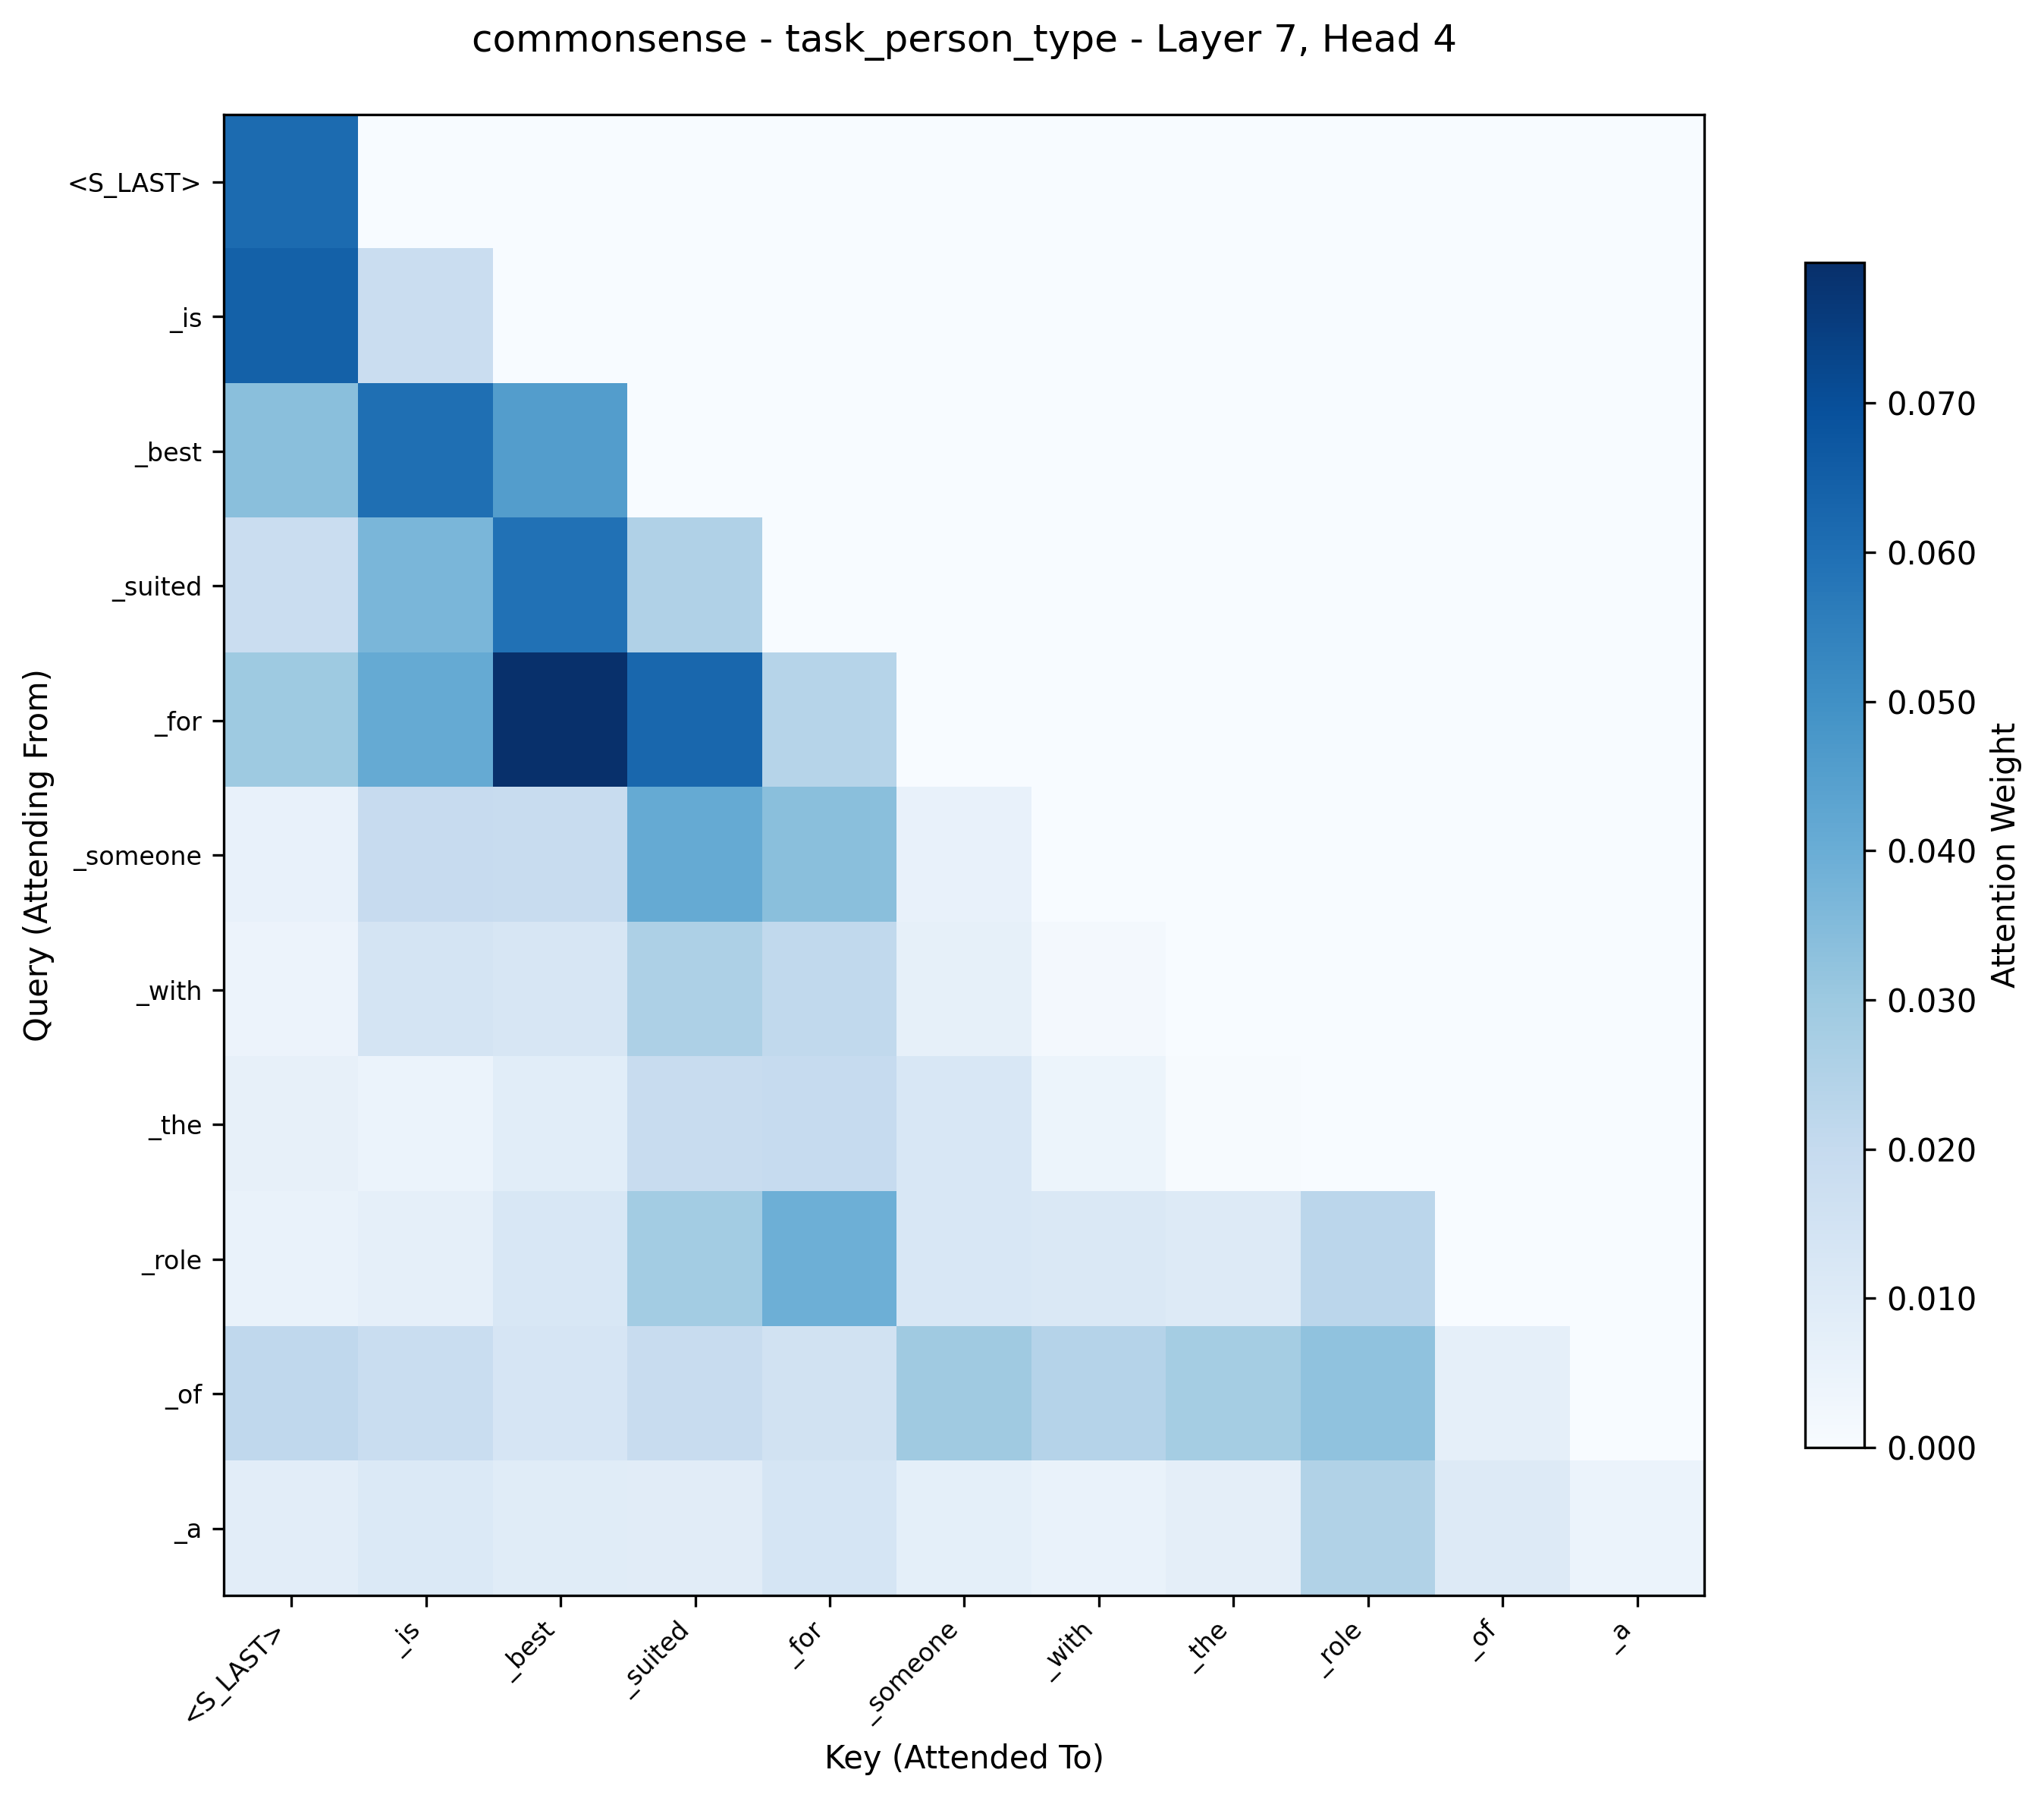 commonsense - task_person_type - Layer 7, Head 4
Query (Attending From)
<S_LAST>
_is
_best
_suited
_for
_someone
_with
_the
_role
_of
_a
<S_LAST>
_is
_best
_suited
_for
_someone
_with
_the
_role
_of
_a
Key (Attended To)
0.070
0.060
0.050
0.040
0.030
0.020
0.010
0.000
Attention Weight